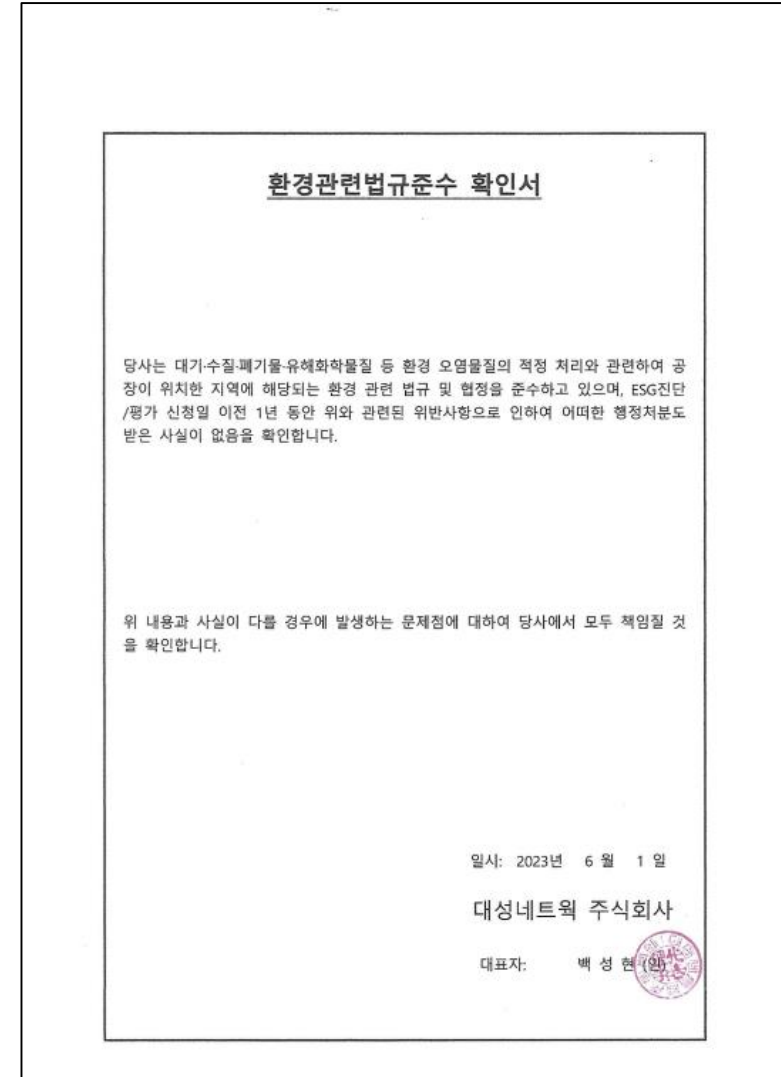 환경관련법규준수 확인서
당사는 대기·수질·폐기물·유해화학물질 등 환경 오염물질의 적정 처리와 관련하여 공
장이 위치한 지역에 해당되는 환경 관련 법규 및 협정을 준수하고 있으며, ESG진단
/평가 신청일 이전 1년 동안 위와 관련된 위반사항으로 인하여 어떠한 행정처분도
받은 사실이 없음을 확인합니다.
위 내용과 사실이 다를 경우에 발생하는 문제점에 대하여 당사에서 모두 책임질 것
을 확인합니다.
일시: 2023년 6 월 1 일
대성네트웍 주식회사
대표자: 백 성 현 (인)